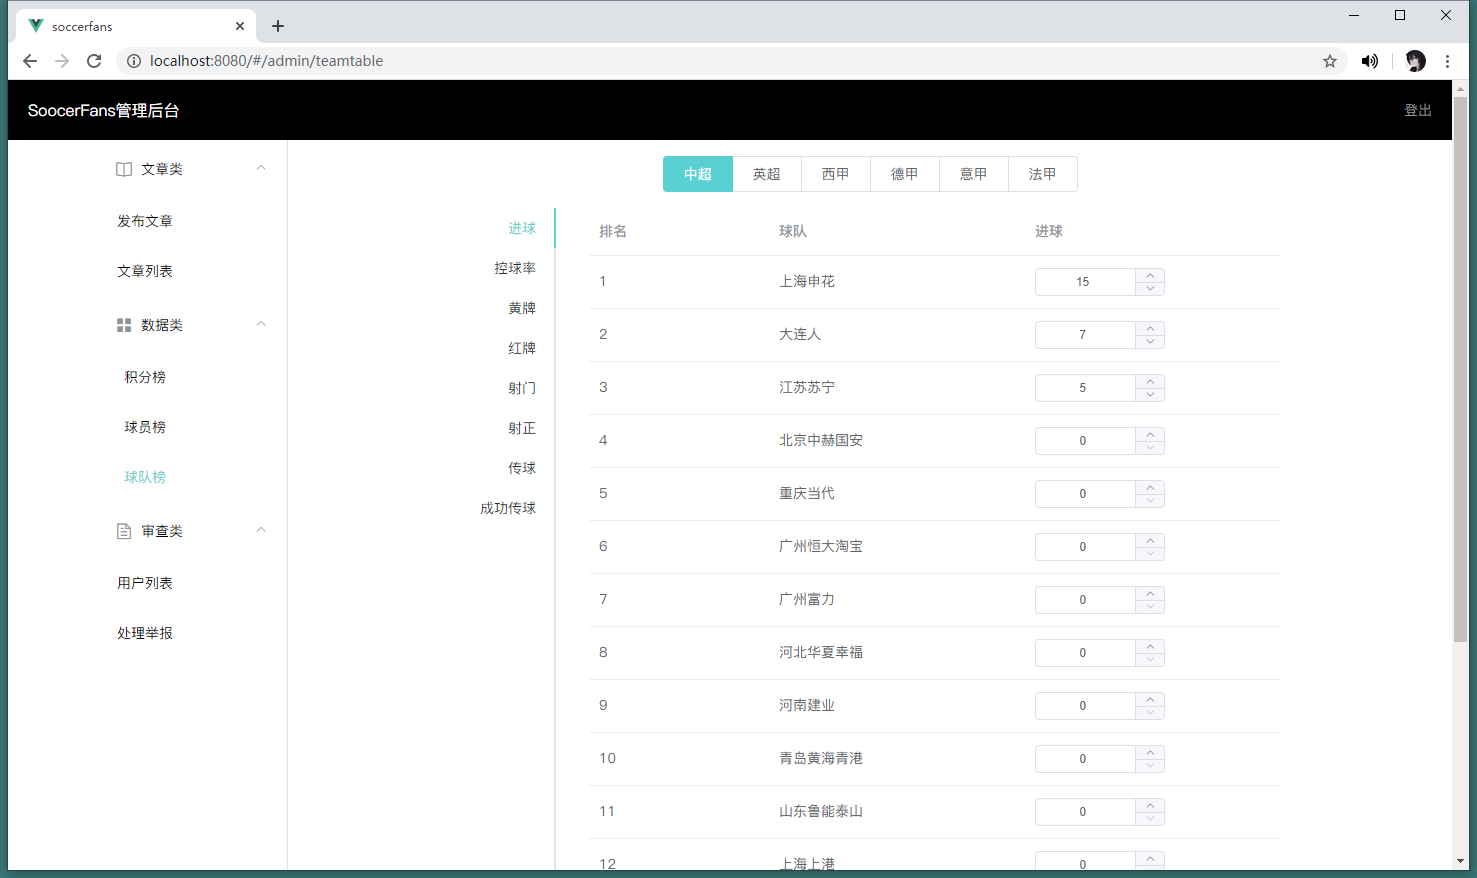 soccerfans
localhost:8080/#/admin/teamtable
SoocerFans管理后台
登出
文章类
发布文章
文章列表
数据类
积分榜
球员榜
球队榜
审查类
用户列表
处理举报
中超 英超 西甲 德甲 意甲 法甲
进球
控球率
黄牌
红牌
射门
射正
传球
成功传球
排名 球队 进球
1 上海申花 15
2 大连人 7
3 江苏苏宁 5
4 北京中赫国安 0
5 重庆当代 0
6 广州恒大淘宝 0
7 广州富力 0
8 河北华夏幸福 0
9 河南建业 0
10 青岛黄海青港 0
11 山东鲁能泰山 0
12 上海上港 0